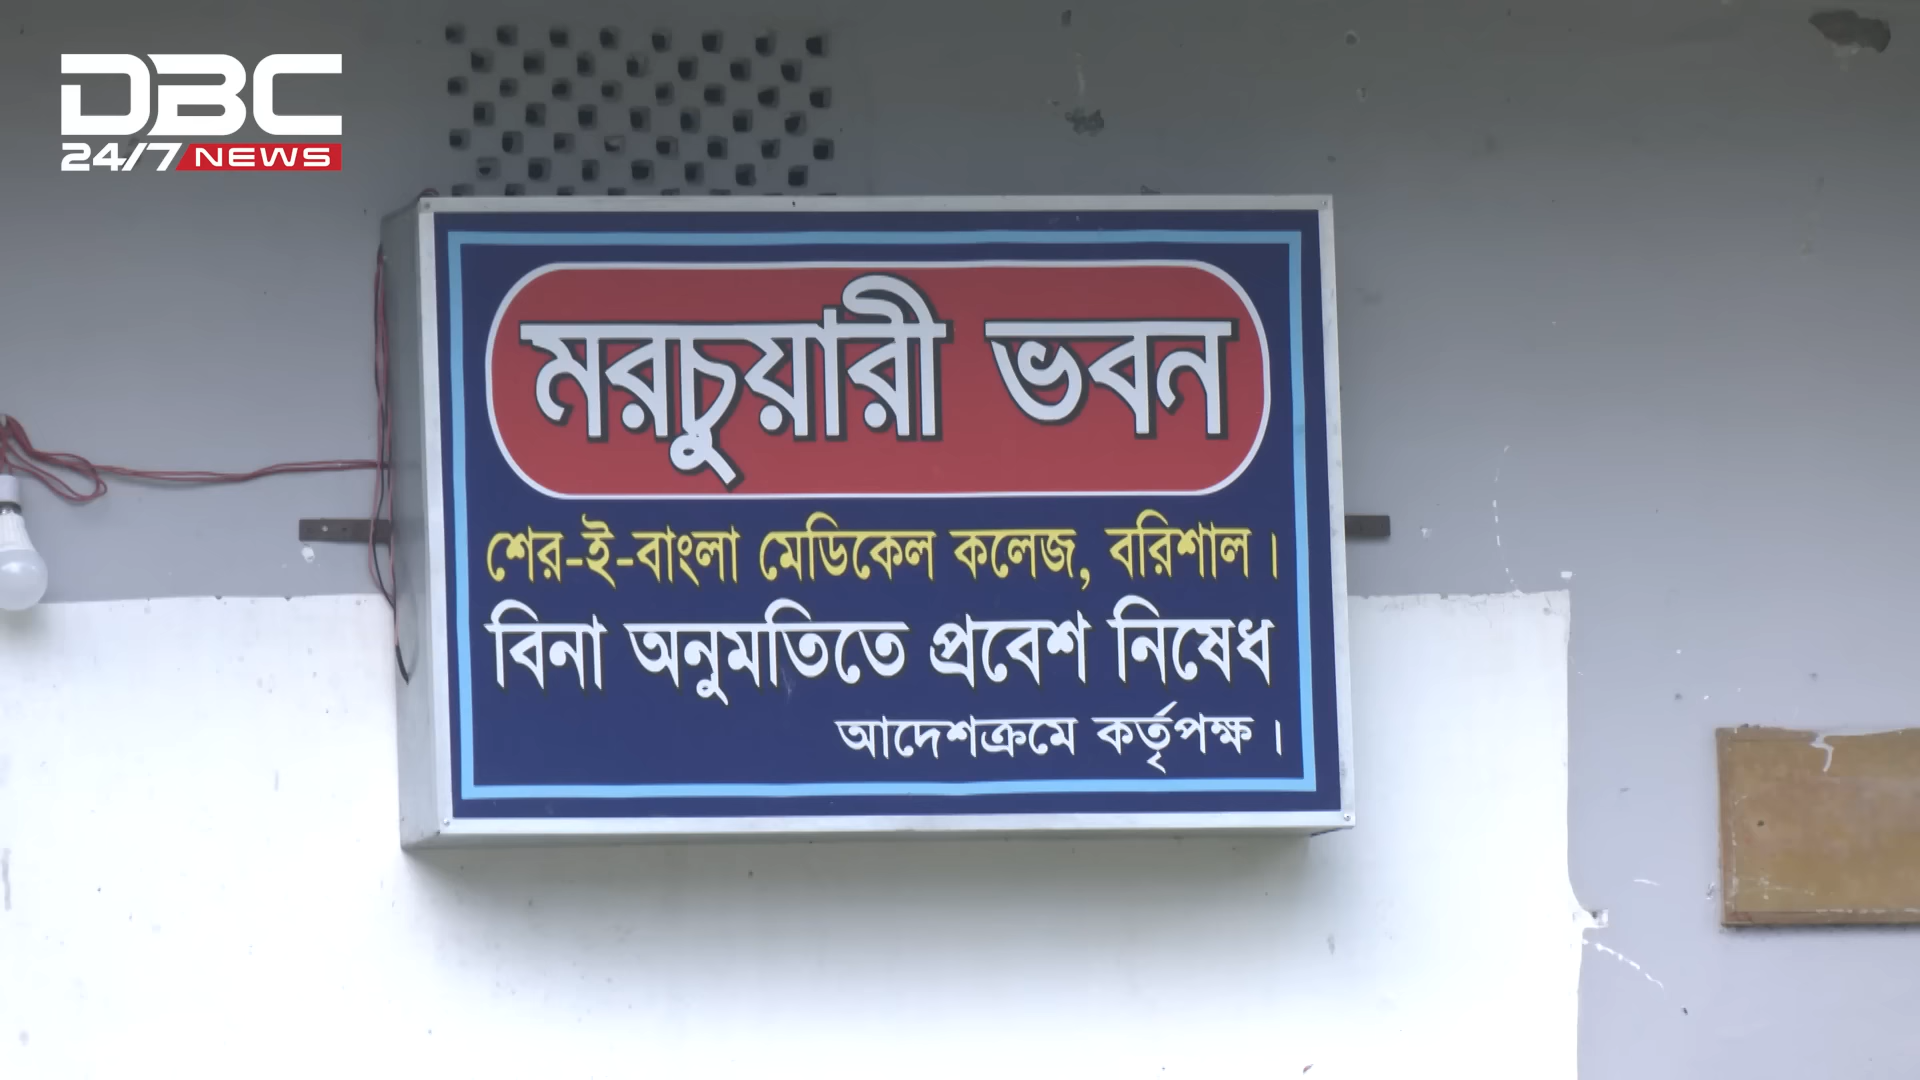 DBC
24/7 NEWS
মরচুয়ারী ভবন
শের-ই-বাংলা মেডিকেল কলেজ, বরিশাল।
বিনা অনুমতিতে প্রবেশ নিষেধ
আদেশক্রমে কর্তৃপক্ষ।